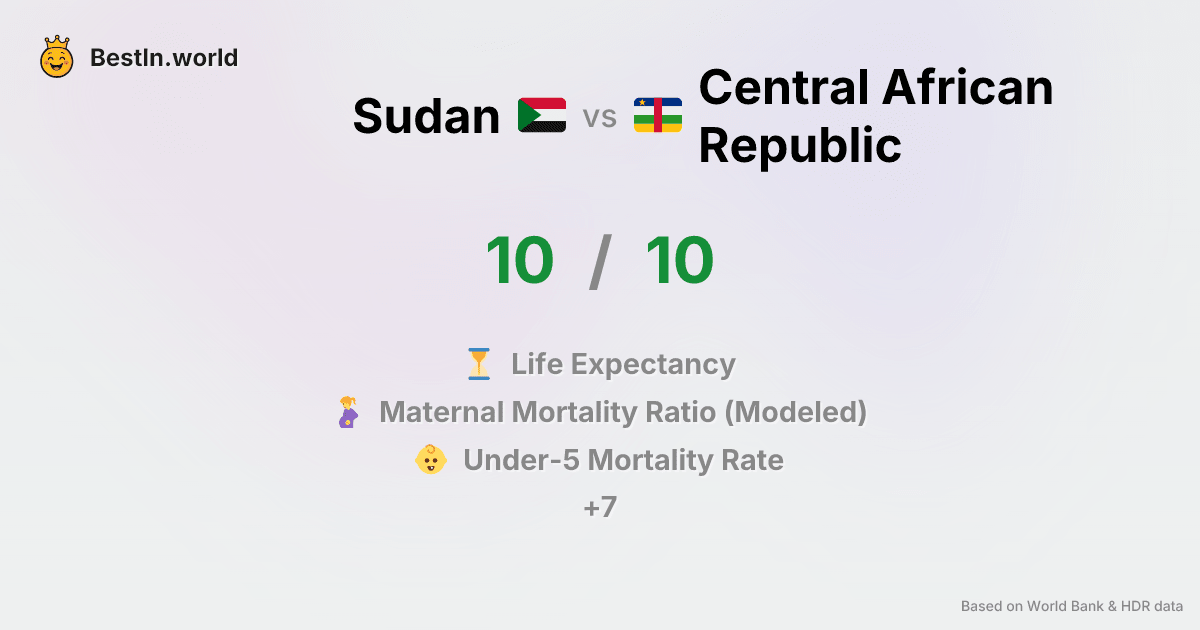 BestIn.world
Sudan vs Central African
Republic
10 / 10
Life Expectancy
Maternal Mortality Ratio (Modeled)
Under-5 Mortality Rate
+7
Based on World Bank & HDR data